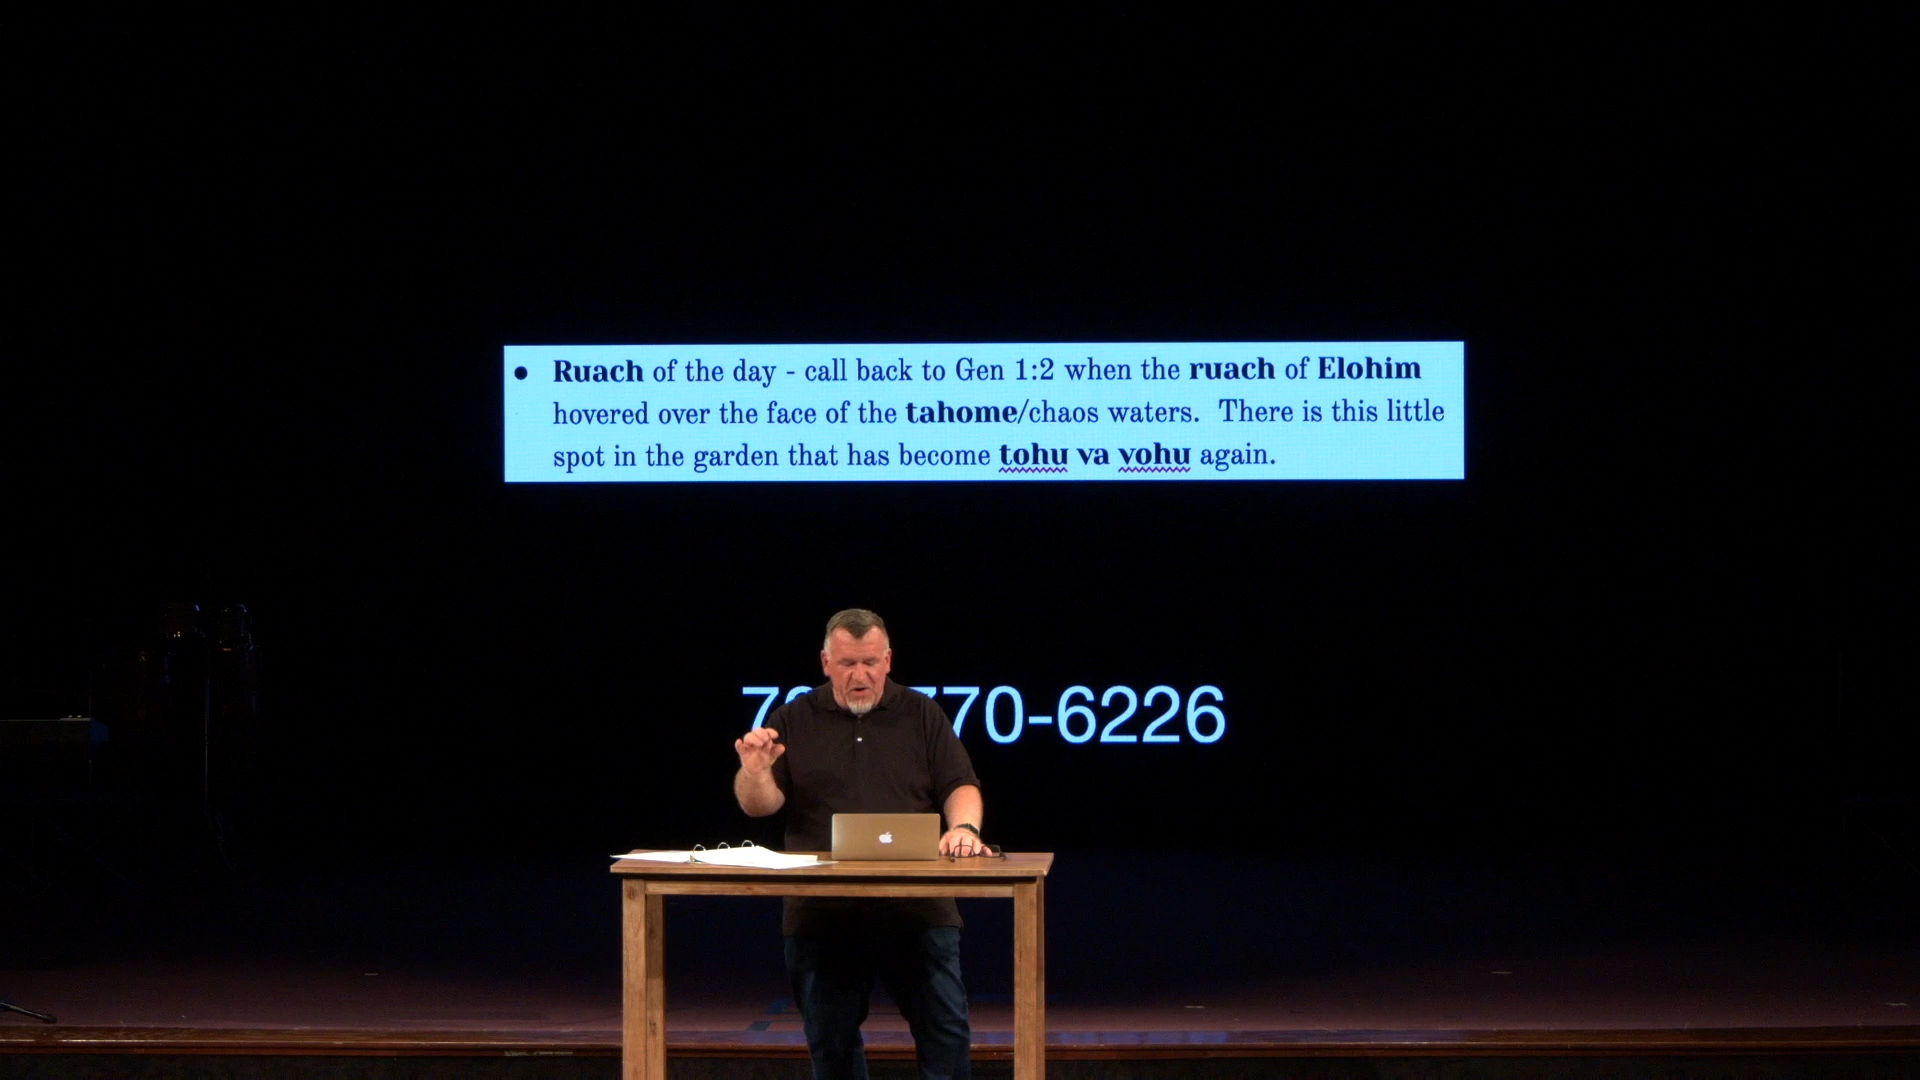 • Ruach of the day - call back to Gen 1:2 when the ruach of Elohim
hovered over the face of the tahome/chaos waters. There is this little
spot in the garden that has become tohu va vohu again.
70-6226